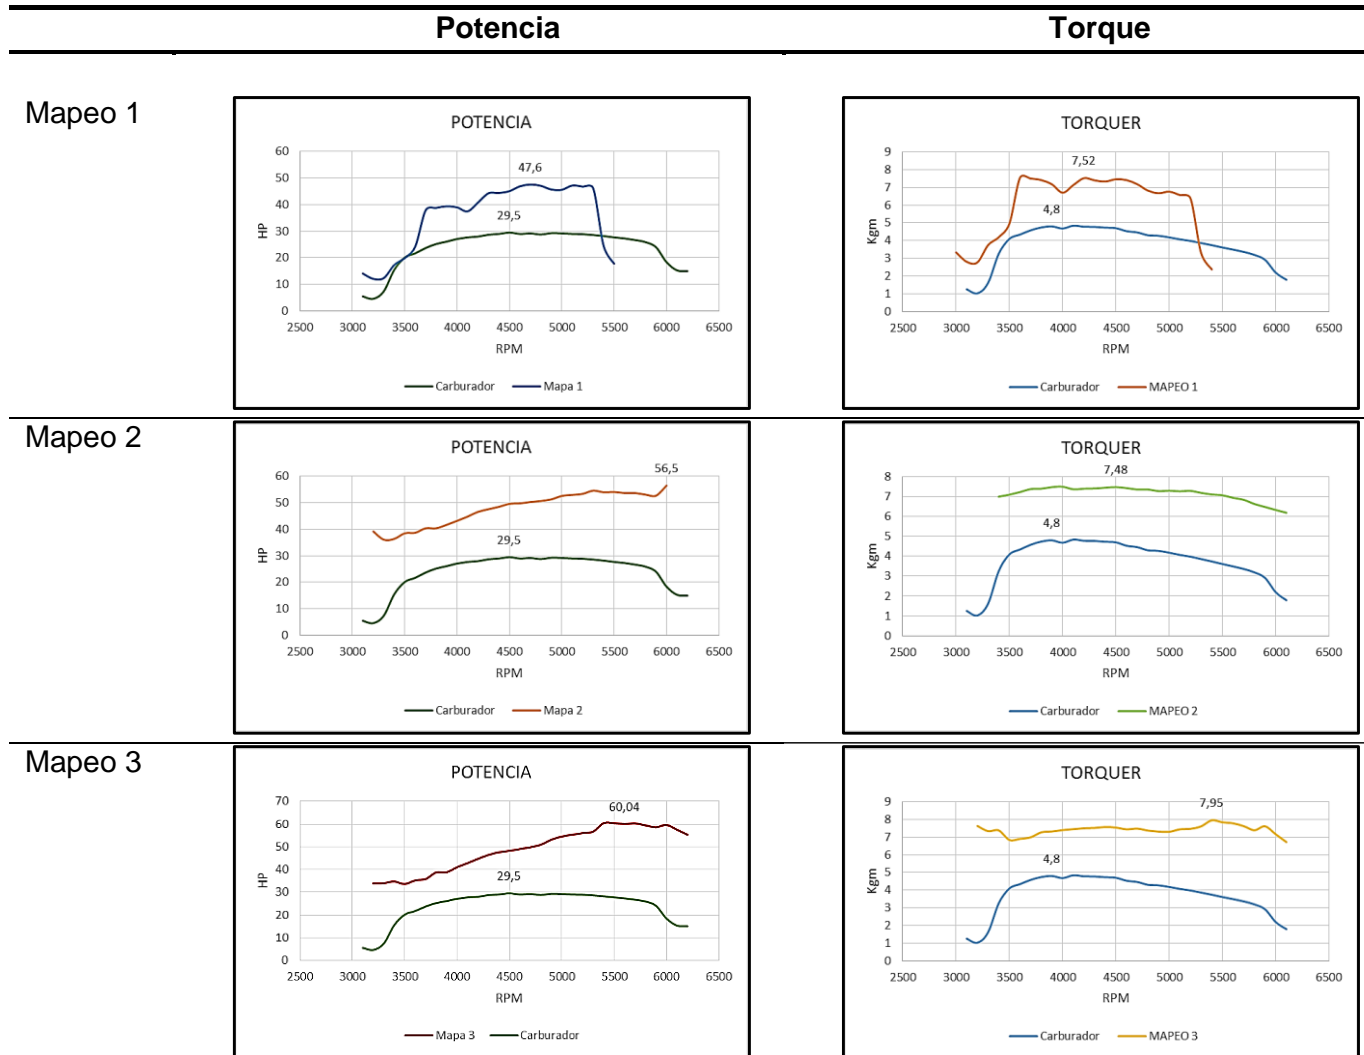 Potencia Torque
Mapeo 1
POTENCIA
60
50
40
30
20
10
0
HP
47,6
29,5
2500 3000 3500 4000 4500 5000 5500 6000 6500
RPM
Carburador Mapa 1
TORQUER
9
8
7
6
5
4
3
2
1
0
Kgm
7,52
4,8
2500 3000 3500 4000 4500 5000 5500 6000 6500
RPM
Carburador MAPEO 1
Mapeo 2
POTENCIA
60
50
40
30
20
10
0
HP
56,5
29,5
2500 3000 3500 4000 4500 5000 5500 6000 6500
RPM
Carburador Mapa 2
TORQUER
8
7
6
5
4
3
2
1
0
Kgm
7,48
4,8
2500 3000 3500 4000 4500 5000 5500 6000 6500
RPM
Carburador MAPEO 2
Mapeo 3
POTENCIA
70
60
50
40
30
20
10
0
HP
60,04
29,5
2500 3000 3500 4000 4500 5000 5500 6000 6500
RPM
Mapa 3 Carburador
TORQUER
9
8
7
6
5
4
3
2
1
0
Kgm
7,95
4,8
2500 3000 3500 4000 4500 5000 5500 6000 6500
RPM
Carburador MAPEO 3